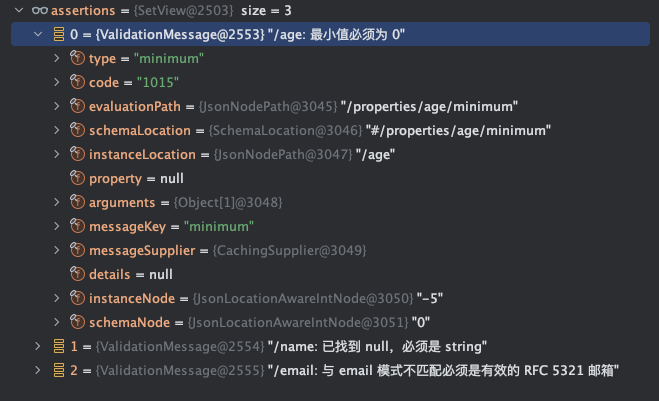 assertions = {SetView@2503} size = 3
0 = {ValidationMessage@2553} "/age: 最小值必须为 0"
type = "minimum"
code = "1015"
evaluationPath = {JsonNodePath@3045} "/properties/age/minimum"
schemaLocation = {SchemaLocation@3046} "#/properties/age/minimum"
instanceLocation = {JsonNodePath@3047} "/age"
property = null
arguments = {Object[1]@3048}
messageKey = "minimum"
messageSupplier = {CachingSupplier@3049}
details = null
instanceNode = {JsonLocationAwareIntNode@3050} "-5"
schemaNode = {JsonLocationAwareIntNode@3051} "0"
1 = {ValidationMessage@2554} "/name: 已找到 null，必须是 string"
2 = {ValidationMessage@2555} "/email: 与 email 模式不匹配必须是有效的 RFC 5321 邮箱"